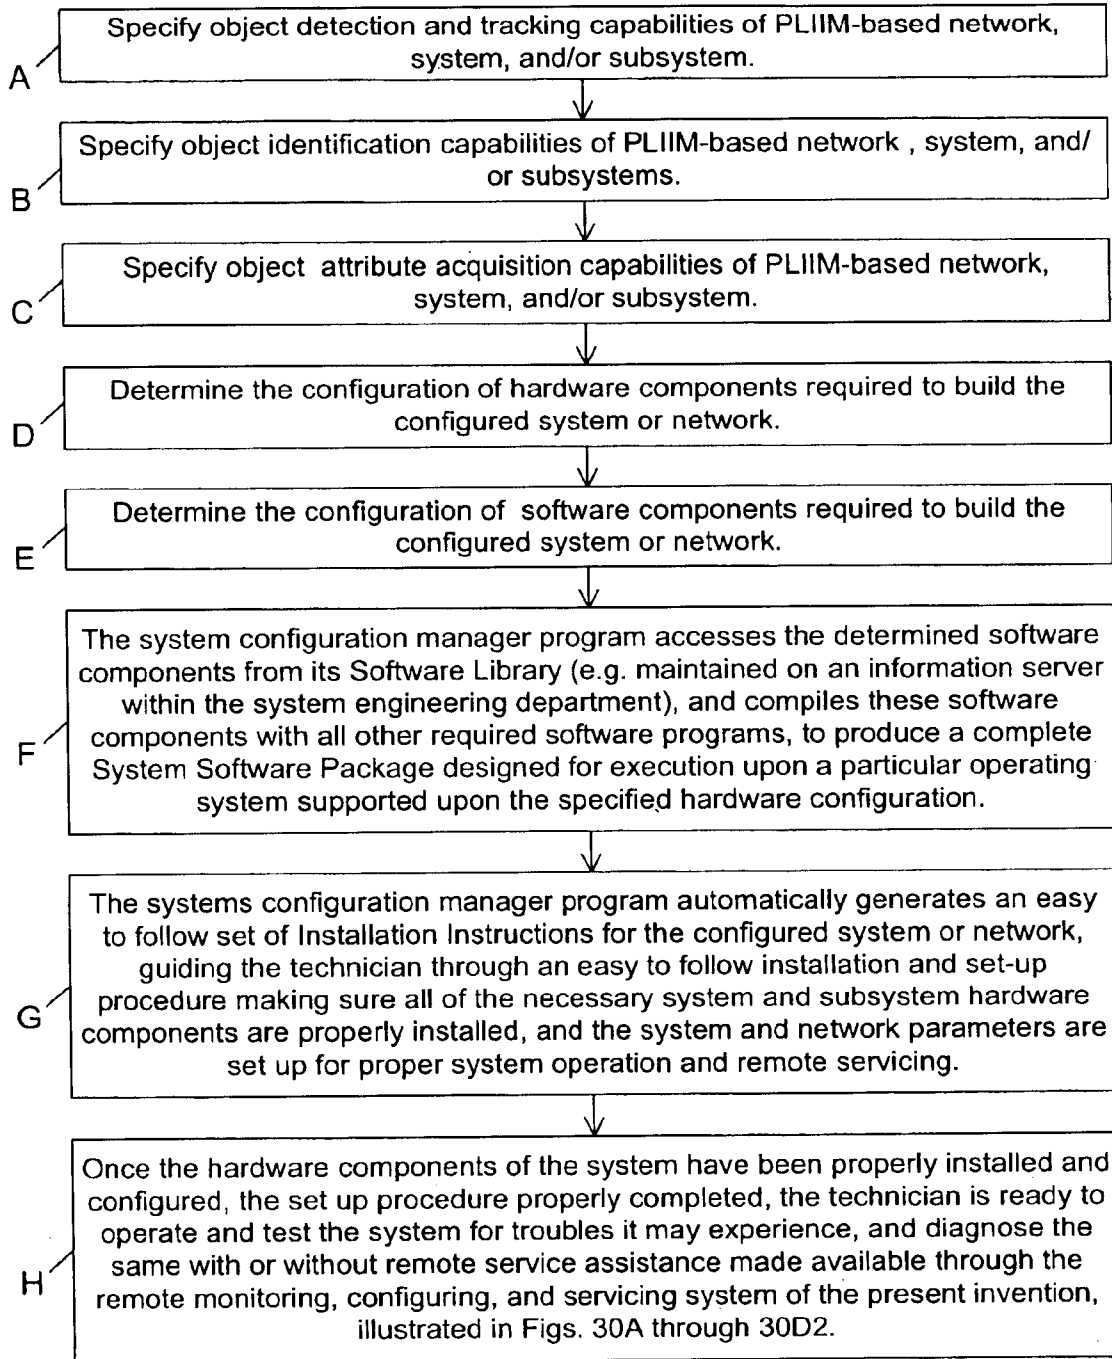 Specify object detection and tracking capabilities of PLIIM-based network,
system, and/or subsystem.
A
Specify object identification capabilities of PLIIM-based network , system, and/
or subsystems.
B
Specify object attribute acquisition capabilities of PLIIM-based network,
system, and/or subsystem.
C
Determine the configuration of hardware components required to build the
configured system or network.
D
Determine the configuration of software components required to build the
configured system or network.
E
The system configuration manager program accesses the determined software
components from its Software Library (e.g. maintained on an information server
within the system engineering department), and compiles these software
components with all other required software programs, to produce a complete
System Software Package designed for execution upon a particular operating
system supported upon the specified hardware configuration.
F
The systems configuration manager program automatically generates an easy
to follow set of Installation Instructions for the configured system or network,
guiding the technician through an easy to follow installation and set-up
procedure making sure all of the necessary system and subsystem hardware
components are properly installed, and the system and network parameters are
set up for proper system operation and remote servicing.
G
Once the hardware components of the system have been properly installed and
configured, the set up procedure properly completed, the technician is ready to
operate and test the system for troubles it may experience, and diagnose the
same with or without remote service assistance made available through the
remote monitoring, configuring, and servicing system of the present invention,
illustrated in Figs. 30A through 30D2.
H